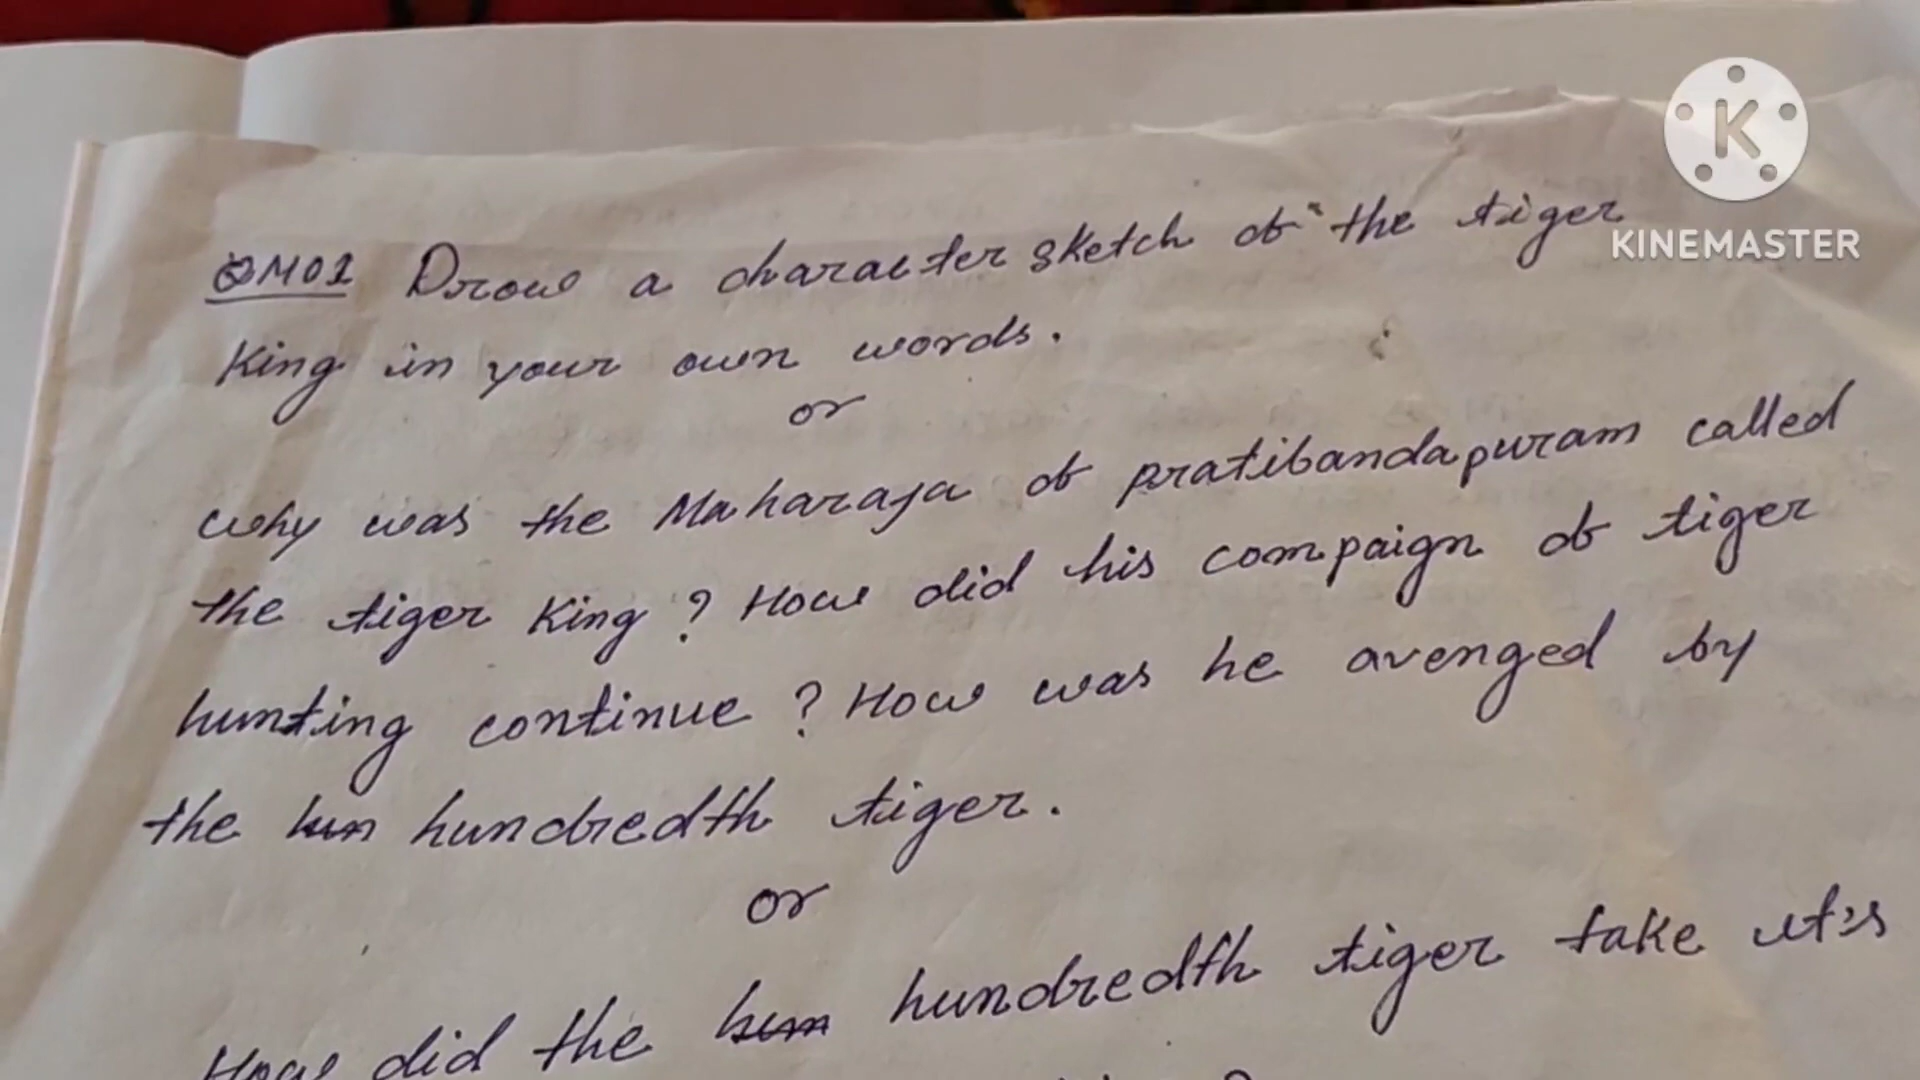 QM01 Draw a character sketch of "the tiger
King in your own words.
or
why was the Maharaja of pratibandapuram called
the tiger King ? How did his compaign of tiger
hunting continue ? How was he avenged by
the hun hundredth tiger.
or
How did the hun hundredth tiger take it's
K
KINEMASTER